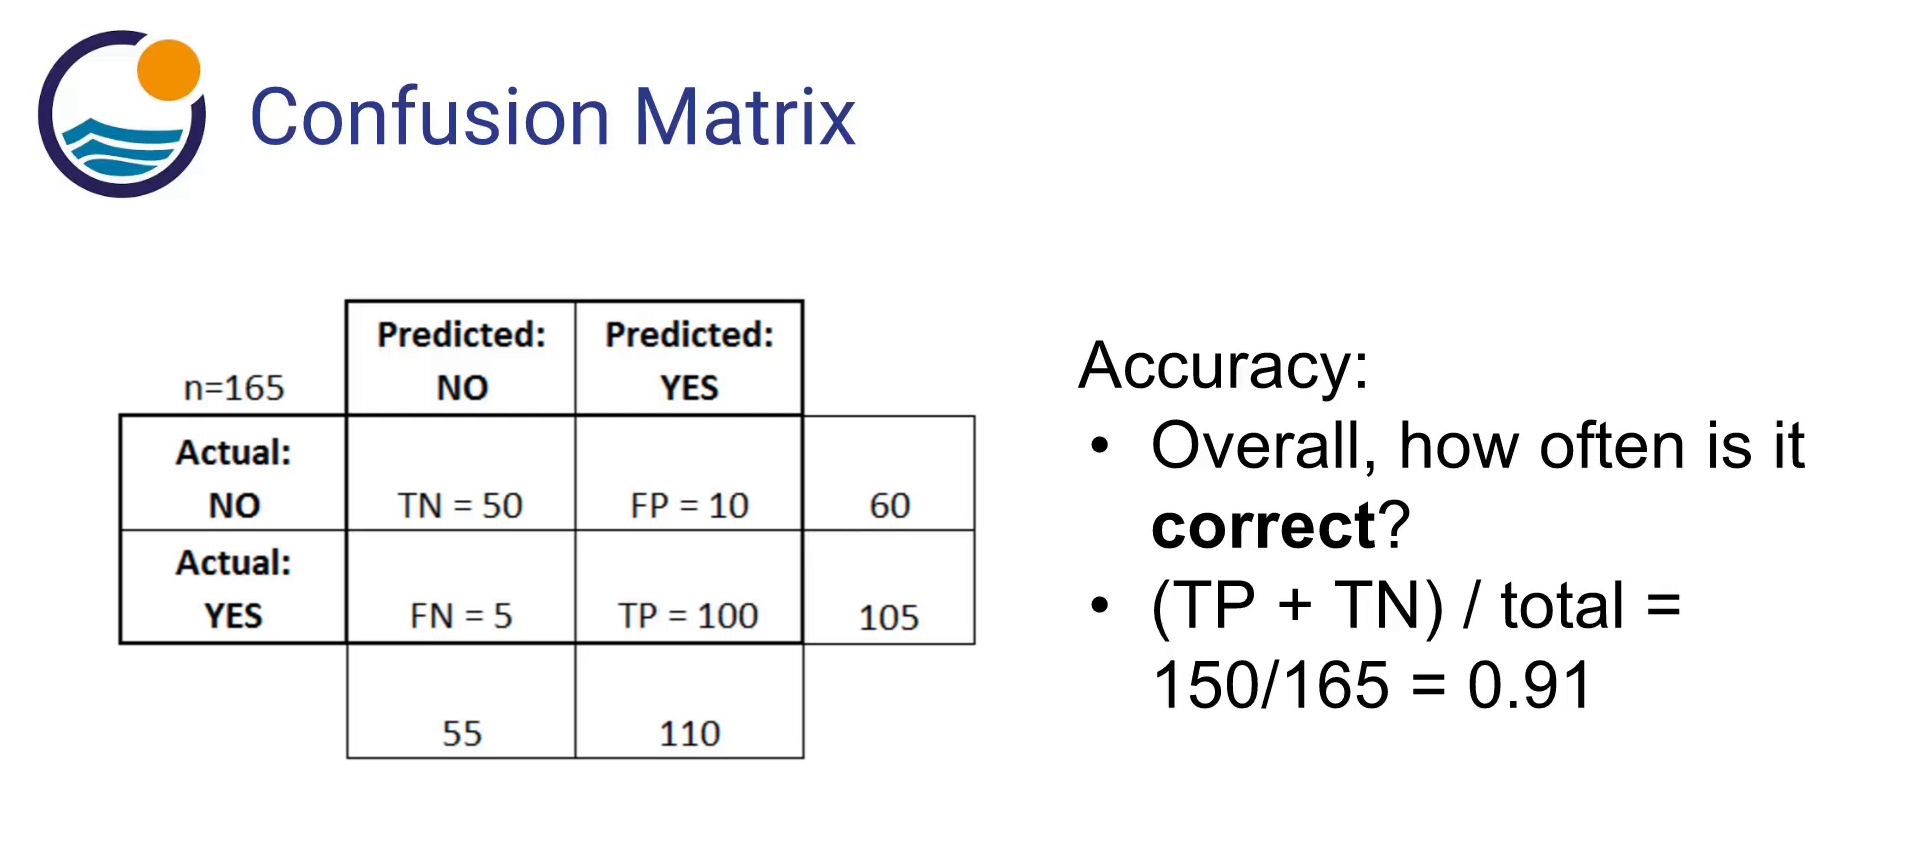 Confusion Matrix
Predicted: Predicted:
n=165 NO YES
Actual:
NO TN = 50 FP = 10 60
Actual:
YES FN = 5 TP = 100 105
55 110
Accuracy:
• Overall, how often is it
correct?
• (TP + TN) / total =
150/165 = 0.91